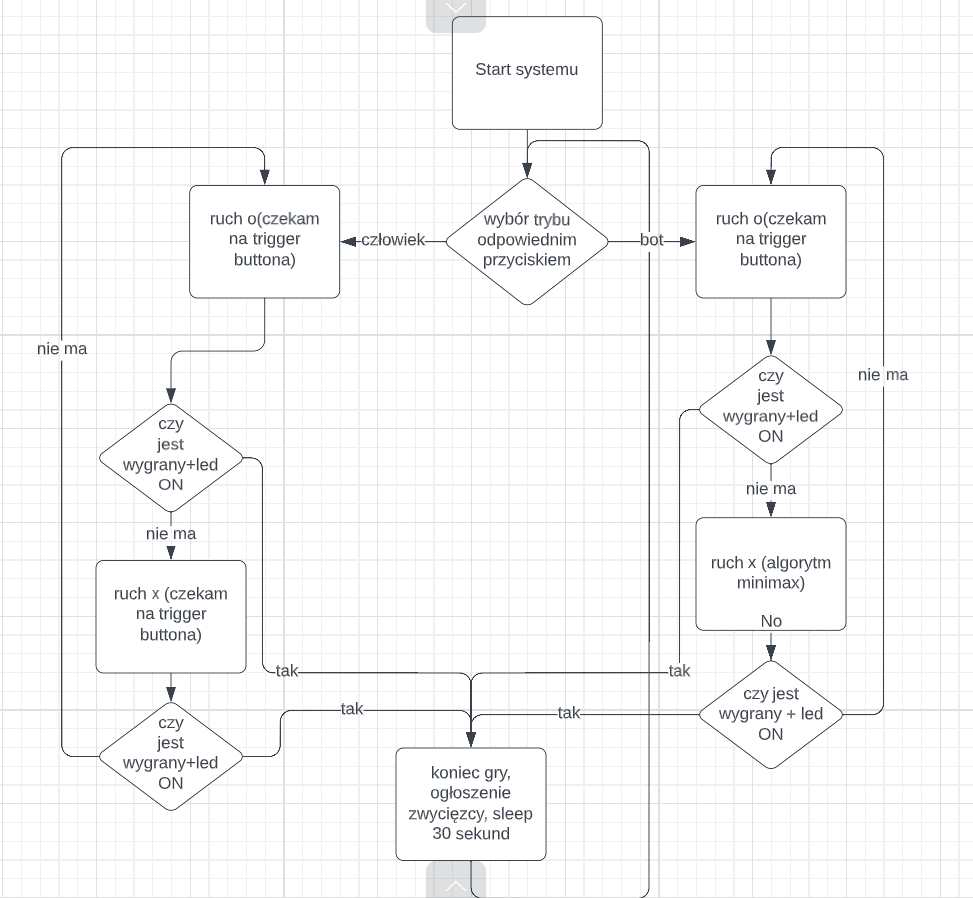 Start systemu
wybór trybu
odpowiednim
przyciskiem
człowiek
bot
ruch o(czekam
na trigger
buttona)
ruch o(czekam
na trigger
buttona)
nie ma
nie ma
czy
jest
wygrany+led
ON
czy
jest
wygrany+led
ON
nie ma
nie ma
ruch x (czekam
na trigger
buttona)
ruch x (algorytm
minimax)
No
tak
tak
czy
jest
wygrany+led
ON
tak
tak
czy jest
wygrany + led
ON
koniec gry,
ogłoszenie
zwycięzcy, sleep
30 sekund